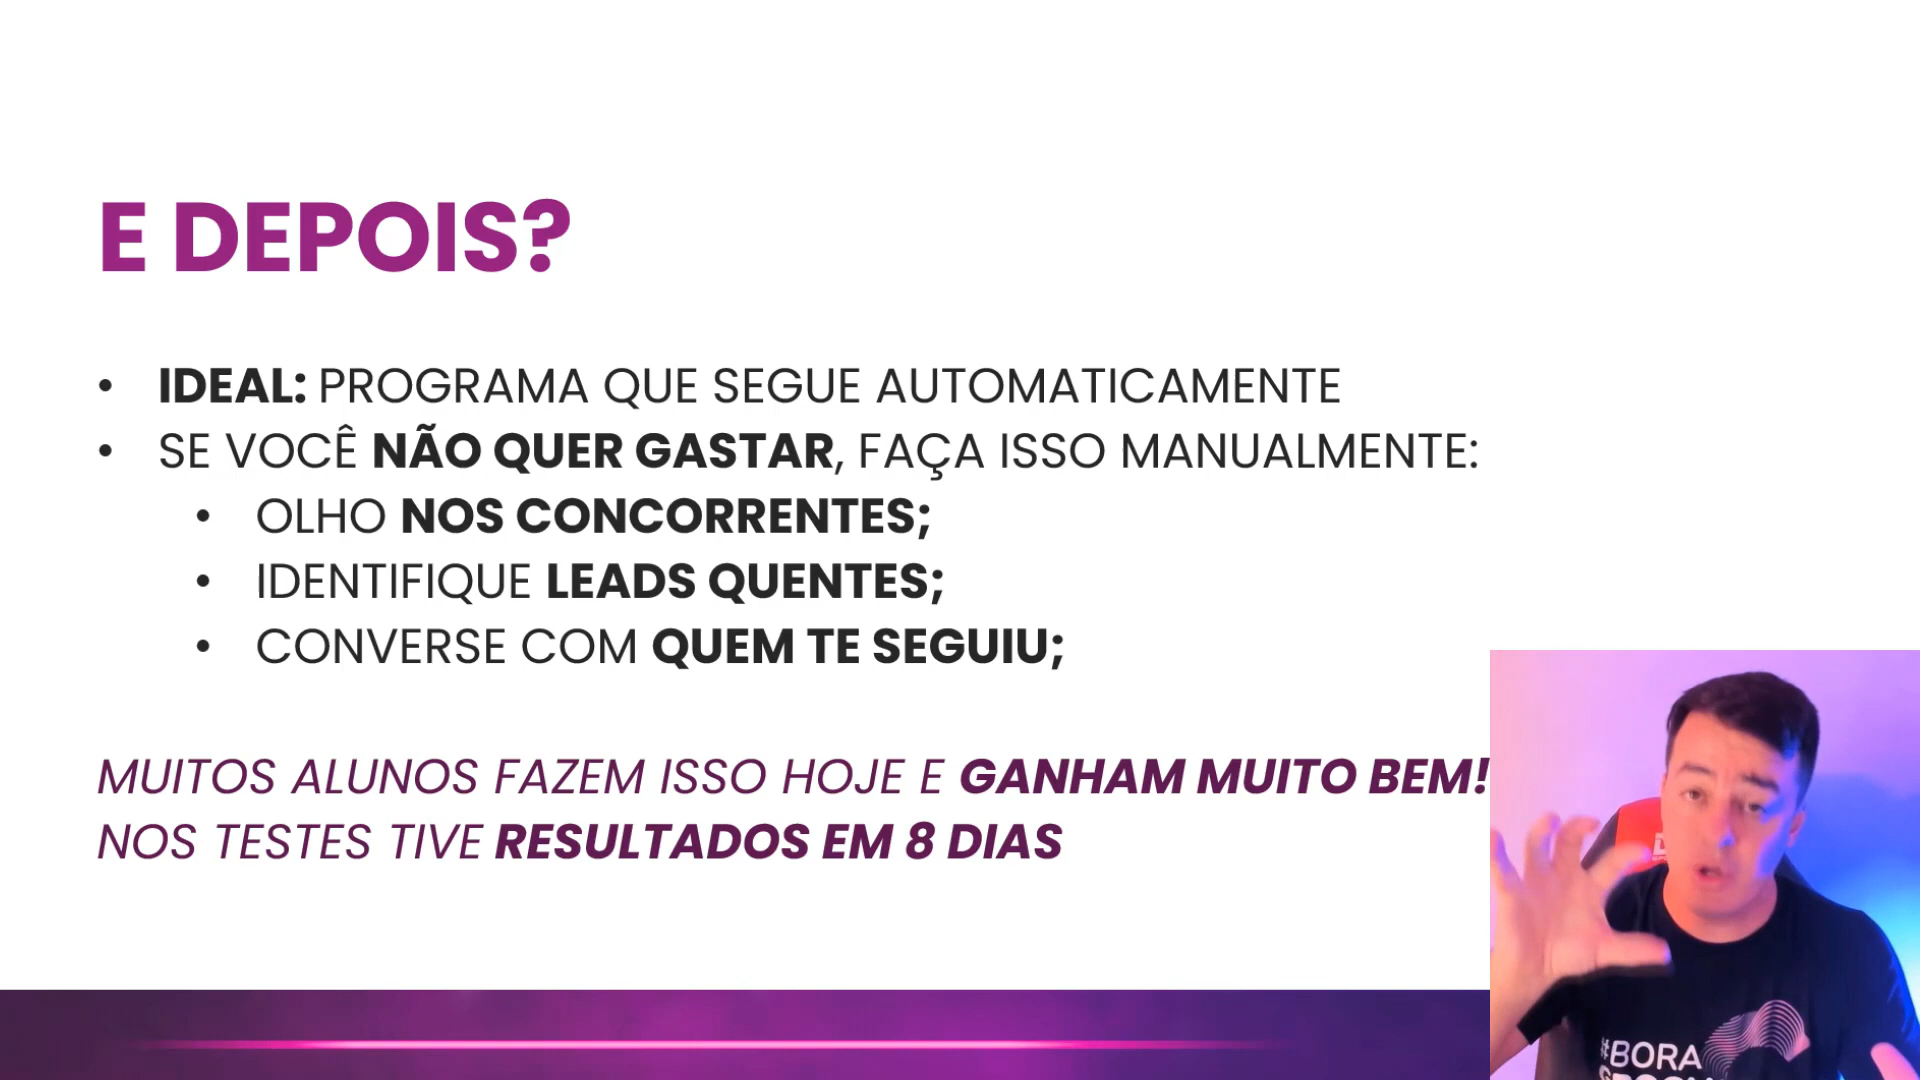 E DEPOIS?
• IDEAL: PROGRAMA QUE SEGUE AUTOMATICAMENTE
• SE VOCÊ NÃO QUER GASTAR, FAÇA ISSO MANUALMENTE:
• OLHO NOS CONCORRENTES;
• IDENTIFIQUE LEADS QUENTES;
• CONVERSE COM QUEM TE SEGUIU;
MUITOS ALUNOS FAZEM ISSO HOJE E GANHAM MUITO BEM!
NOS TESTES TIVE RESULTADOS EM 8 DIAS
#BORA